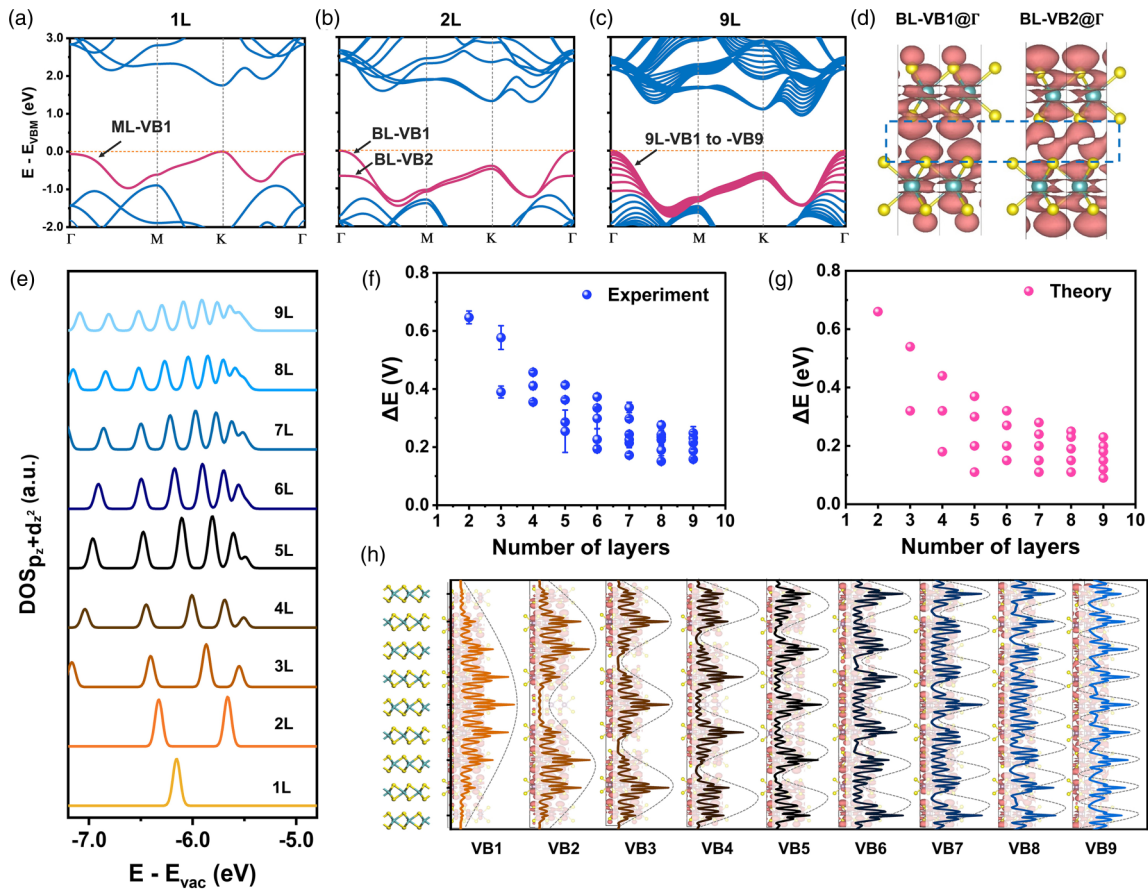 (a)
1L
(b)
2L
(c)
9L
(d)
BL-VB1@Γ
BL-VB2@Γ
E - E_VBM (eV)
3.0
2.0
1.0
0.0
-1.0
-2.0
ML-VB1
Γ
M
K
Γ
BL-VB1
BL-VB2
Γ
M
K
Γ
9L-VB1 to -VB9
Γ
M
K
Γ
(e)
DOS_pz+dz² (a.u.)
9L
8L
7L
6L
5L
4L
3L
2L
1L
-7.0
-6.0
-5.0
E - E_vac (eV)
(f)
Experiment
ΔE (V)
0.8
0.6
0.4
0.2
0.0
1 2 3 4 5 6 7 8 9 10
Number of layers
(g)
Theory
ΔE (eV)
0.8
0.6
0.4
0.2
0.0
1 2 3 4 5 6 7 8 9 10
Number of layers
(h)
VB1 VB2 VB3 VB4 VB5 VB6 VB7 VB8 VB9